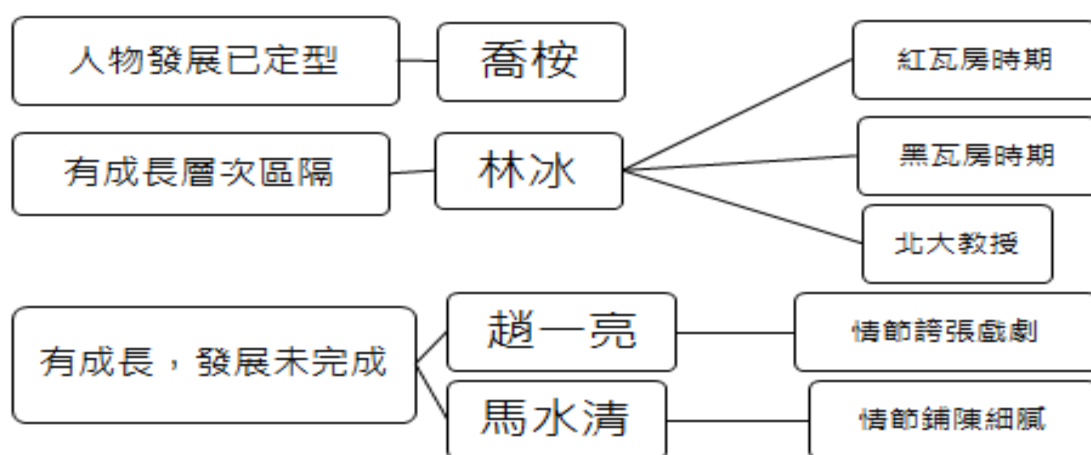 人物發展已定型
喬桉
紅瓦房時期
有成長層次區隔
林冰
黑瓦房時期
北大教授
有成長，發展未完成
趙一亮
情節誇張戲劇
馬水清
情節鋪陳細膩